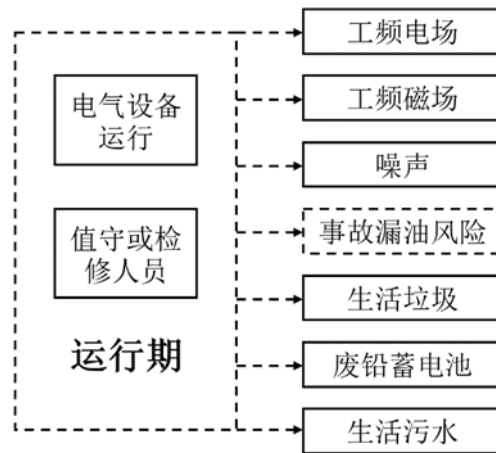 电气设备
运行
值守或检
修人员
运行期
工频电场
工频磁场
噪声
事故漏油风险
生活垃圾
废铅蓄电池
生活污水